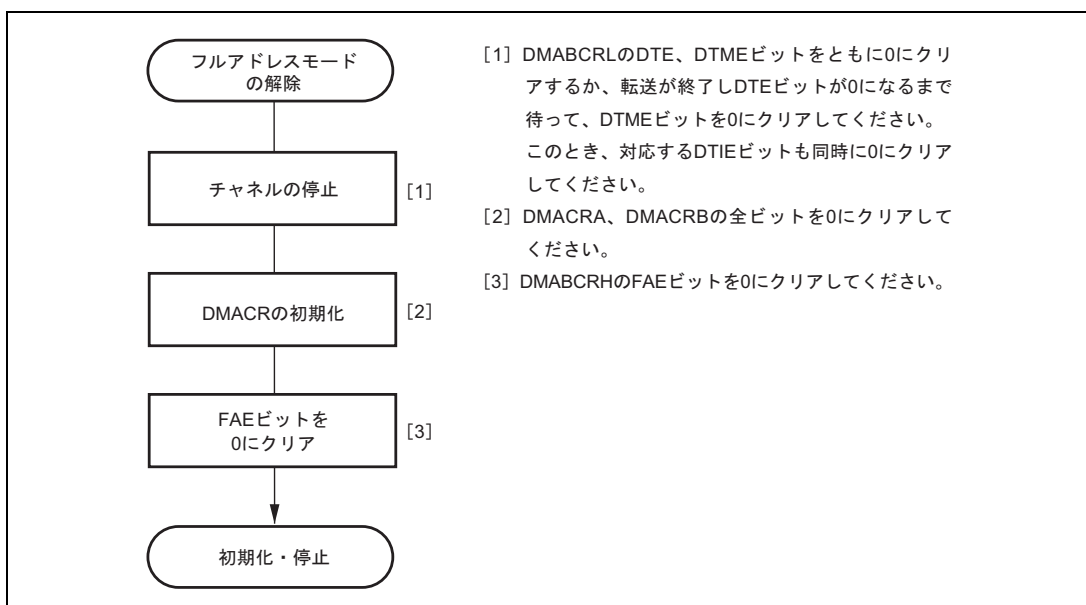 フルアドレスモード
の解除
チャネルの停止
[1]
DMACRの初期化
[2]
FAEビットを
0にクリア
[3]
初期化・停止
[1] DMABCRLのDTE、DTMEビットをともに0にクリ
アするか、転送が終了しDTEビットが0になるまで
待って、DTMEビットを0にクリアしてください。
このとき、対応するDTIEビットも同時に0にクリア
してください。
[2] DMACRA、DMACRBの全ビットを0にクリアして
ください。
[3] DMABCRHのFAEビットを0にクリアしてください。